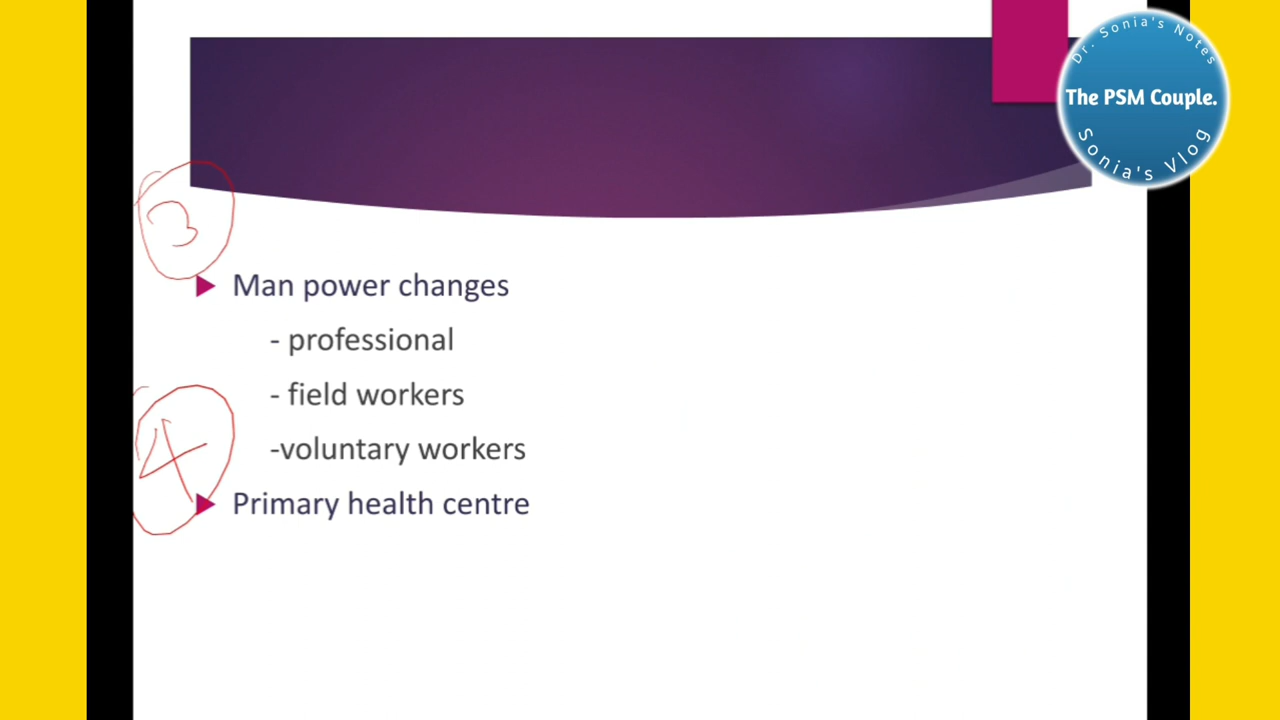 Dr. Sonia's Notes
The PSM Couple.
Sonia's Vlog
3
Man power changes
- professional
- field workers
-voluntary workers
4
Primary health centre